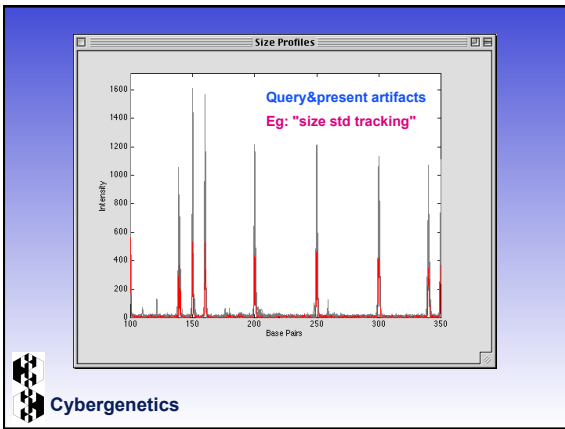 Size Profiles
Query&present artifacts
Eg: "size std tracking"
1600
1400
1200
1000
800
600
400
200
0
Intensity
100 150 200 250 300 350
Base Pairs
Cybergenetics